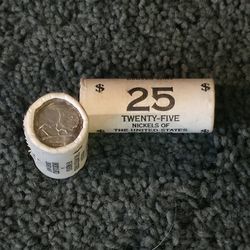 $ $
25
TWENTY-FIVE
NICKELS OF
THE UNITED STATES
$ $